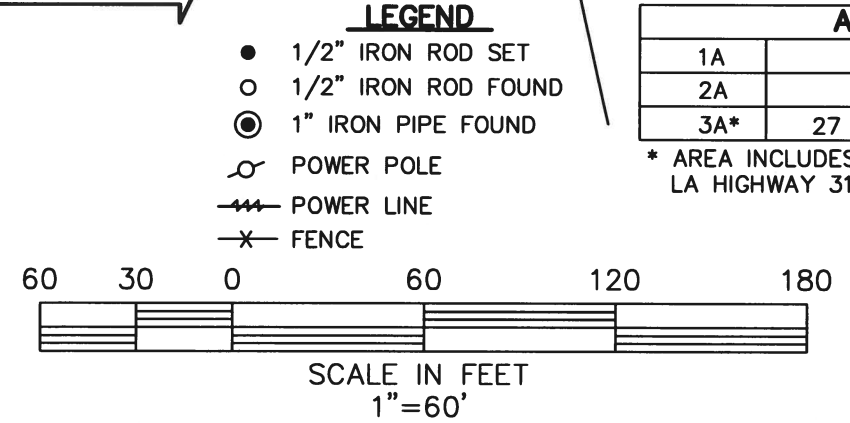 LEGEND
1/2" IRON ROD SET
1/2" IRON ROD FOUND
1" IRON PIPE FOUND
POWER POLE
POWER LINE
FENCE
A
1A
2A
3A* 27
* AREA INCLUDES
LA HIGHWAY 31
60 30 0 60 120 180
SCALE IN FEET
1"=60'